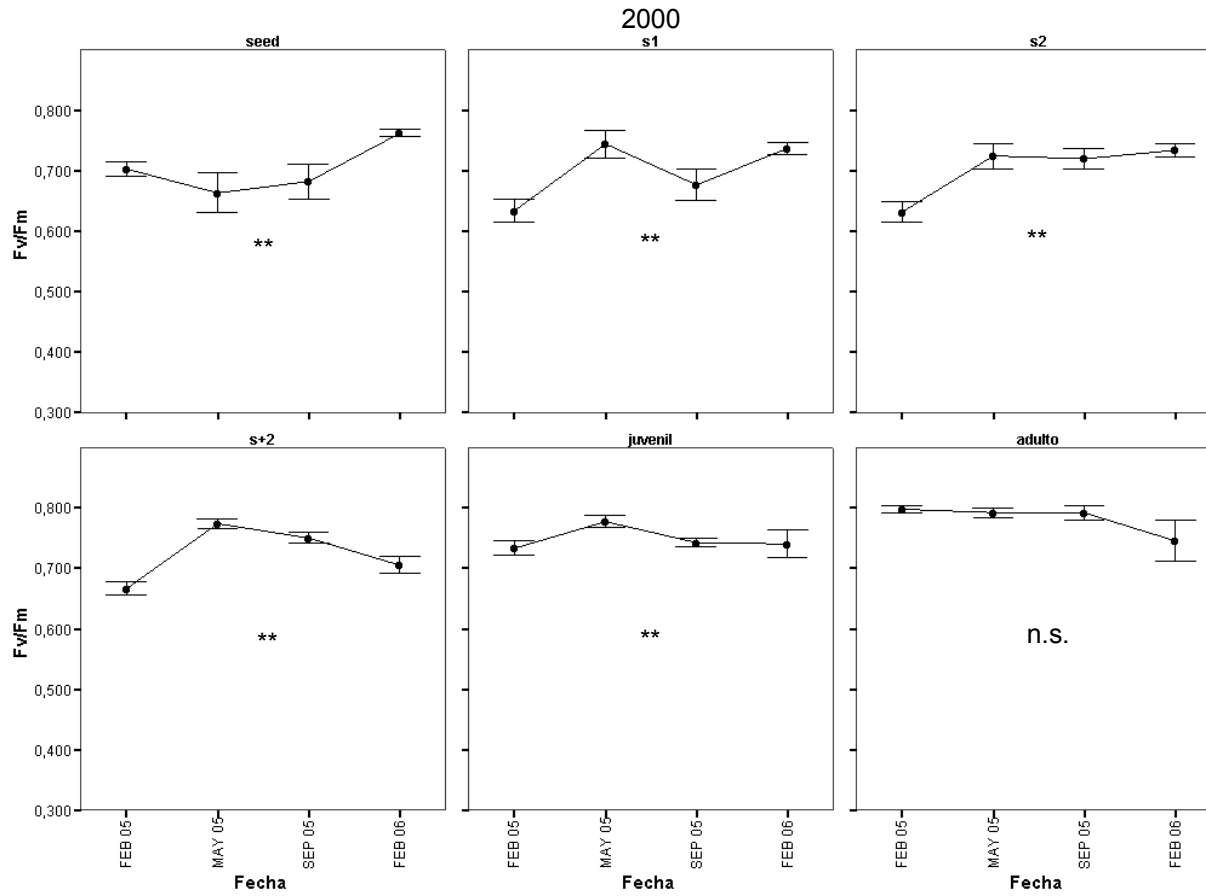 2000
seed
s1
s2
Fv/Fm
0,800
0,700
0,600
0,500
0,400
0,300
**
**
**
s+2
juvenil
adulto
Fv/Fm
0,800
0,700
0,600
0,500
0,400
0,300
**
**
n.s.
FEB 05
MAY 05
SEP 05
FEB 06
FEB 05
MAY 05
SEP 05
FEB 06
FEB 05
MAY 05
SEP 05
FEB 06
Fecha
Fecha
Fecha